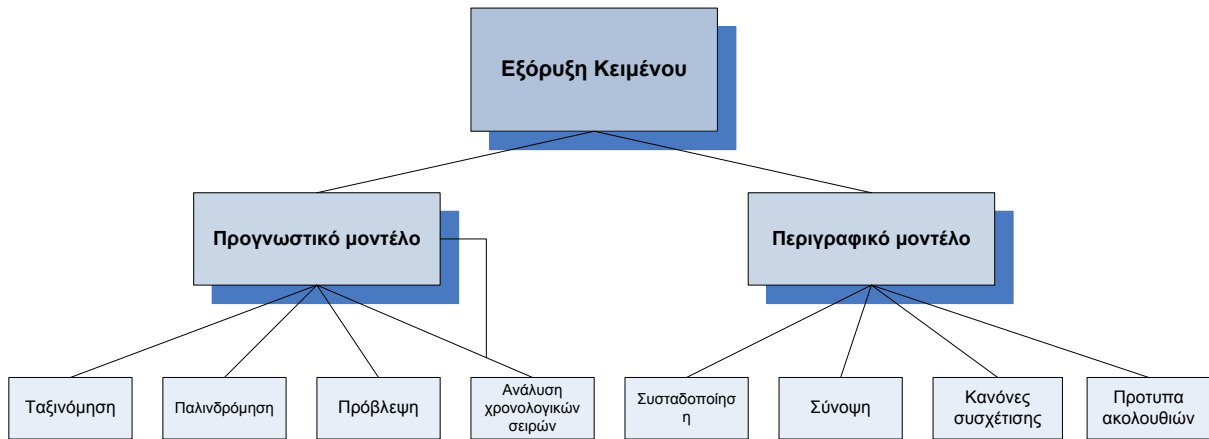 Εξόρυξη Κειμένου
Προγνωστικό μοντέλο
Περιγραφικό μοντέλο
Ταξινόμηση
Παλινδρόμηση
Πρόβλεψη
Ανάλυση
χρονολογικών
σειρών
Συσταδοποίησ
η
Σύνοψη
Κανόνες
συσχέτισης
Προτυπα
ακολουθιών